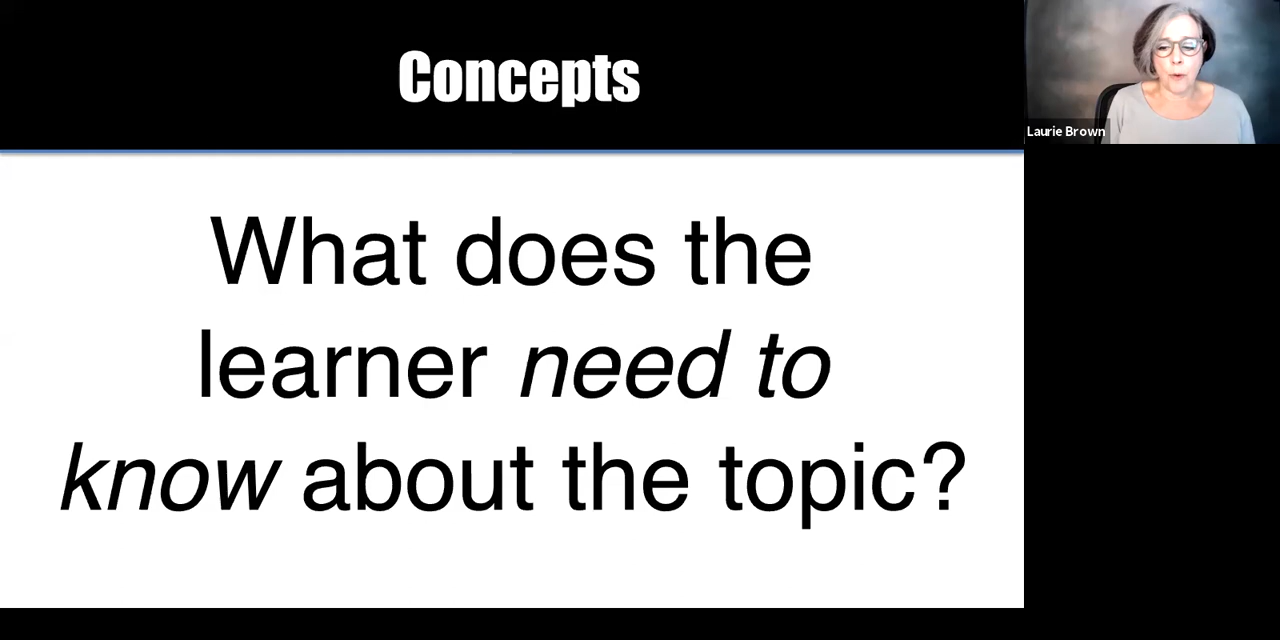 Concepts
Laurie Brown
What does the
learner need to
know about the topic?